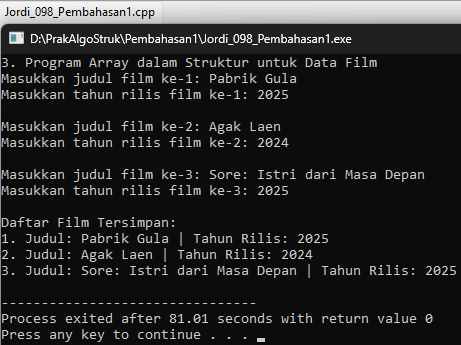 Jordi_098_Pembahasan1.cpp
D:\PrakAlgoStruk\Pembahasan1\Jordi_098_Pembahasan1.exe
3. Program Array dalam Struktur untuk Data Film
Masukkan judul film ke-1: Pabrik Gula
Masukkan tahun rilis film ke-1: 2025
Masukkan judul film ke-2: Agak Laen
Masukkan tahun rilis film ke-2: 2024
Masukkan judul film ke-3: Sore: Istri dari Masa Depan
Masukkan tahun rilis film ke-3: 2025
Daftar Film Tersimpan:
1. Judul: Pabrik Gula | Tahun Rilis: 2025
2. Judul: Agak Laen | Tahun Rilis: 2024
3. Judul: Sore: Istri dari Masa Depan | Tahun Rilis: 2025
--------------------------------
Process exited after 81.01 seconds with return value 0
Press any key to continue . . .